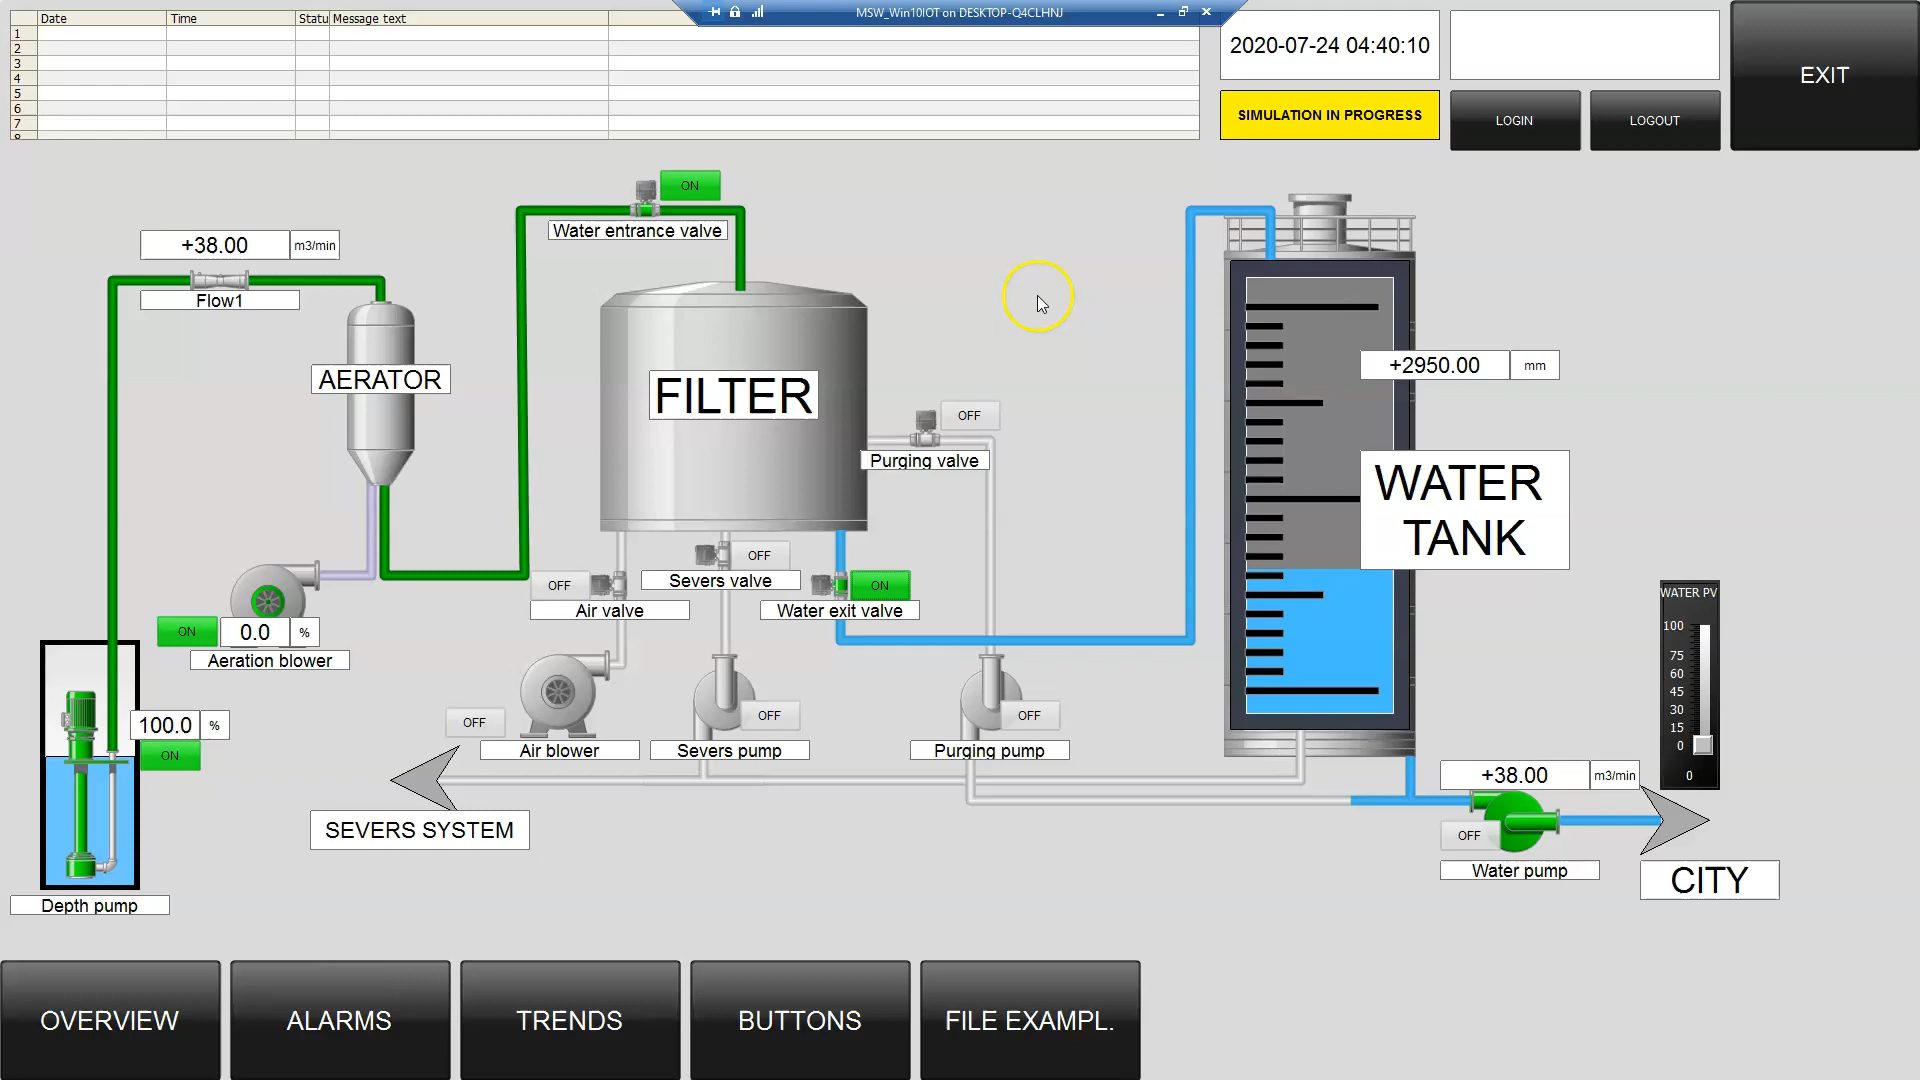 MSW_Win10IOT on DESKTOP-Q4CLHNJ
Date Time Statu Message text
1
2
3
4
5
6
7
8
2020-07-24 04:40:10
SIMULATION IN PROGRESS
LOGIN
LOGOUT
EXIT
ON
Water entrance valve
+38.00 m3/min
Flow1
AERATOR
FILTER
OFF
Purging valve
+2950.00 mm
WATER
TANK
OFF
Severs valve
OFF
Air valve
ON
Water exit valve
ON 0.0 %
Aeration blower
100.0 %
ON
Depth pump
OFF
Air blower
OFF
Severs pump
OFF
Purging pump
SEVERS SYSTEM
WATER PV
100
75
60
45
30
15
0
0
+38.00 m3/min
OFF
Water pump
CITY
OVERVIEW
ALARMS
TRENDS
BUTTONS
FILE EXAMPL.